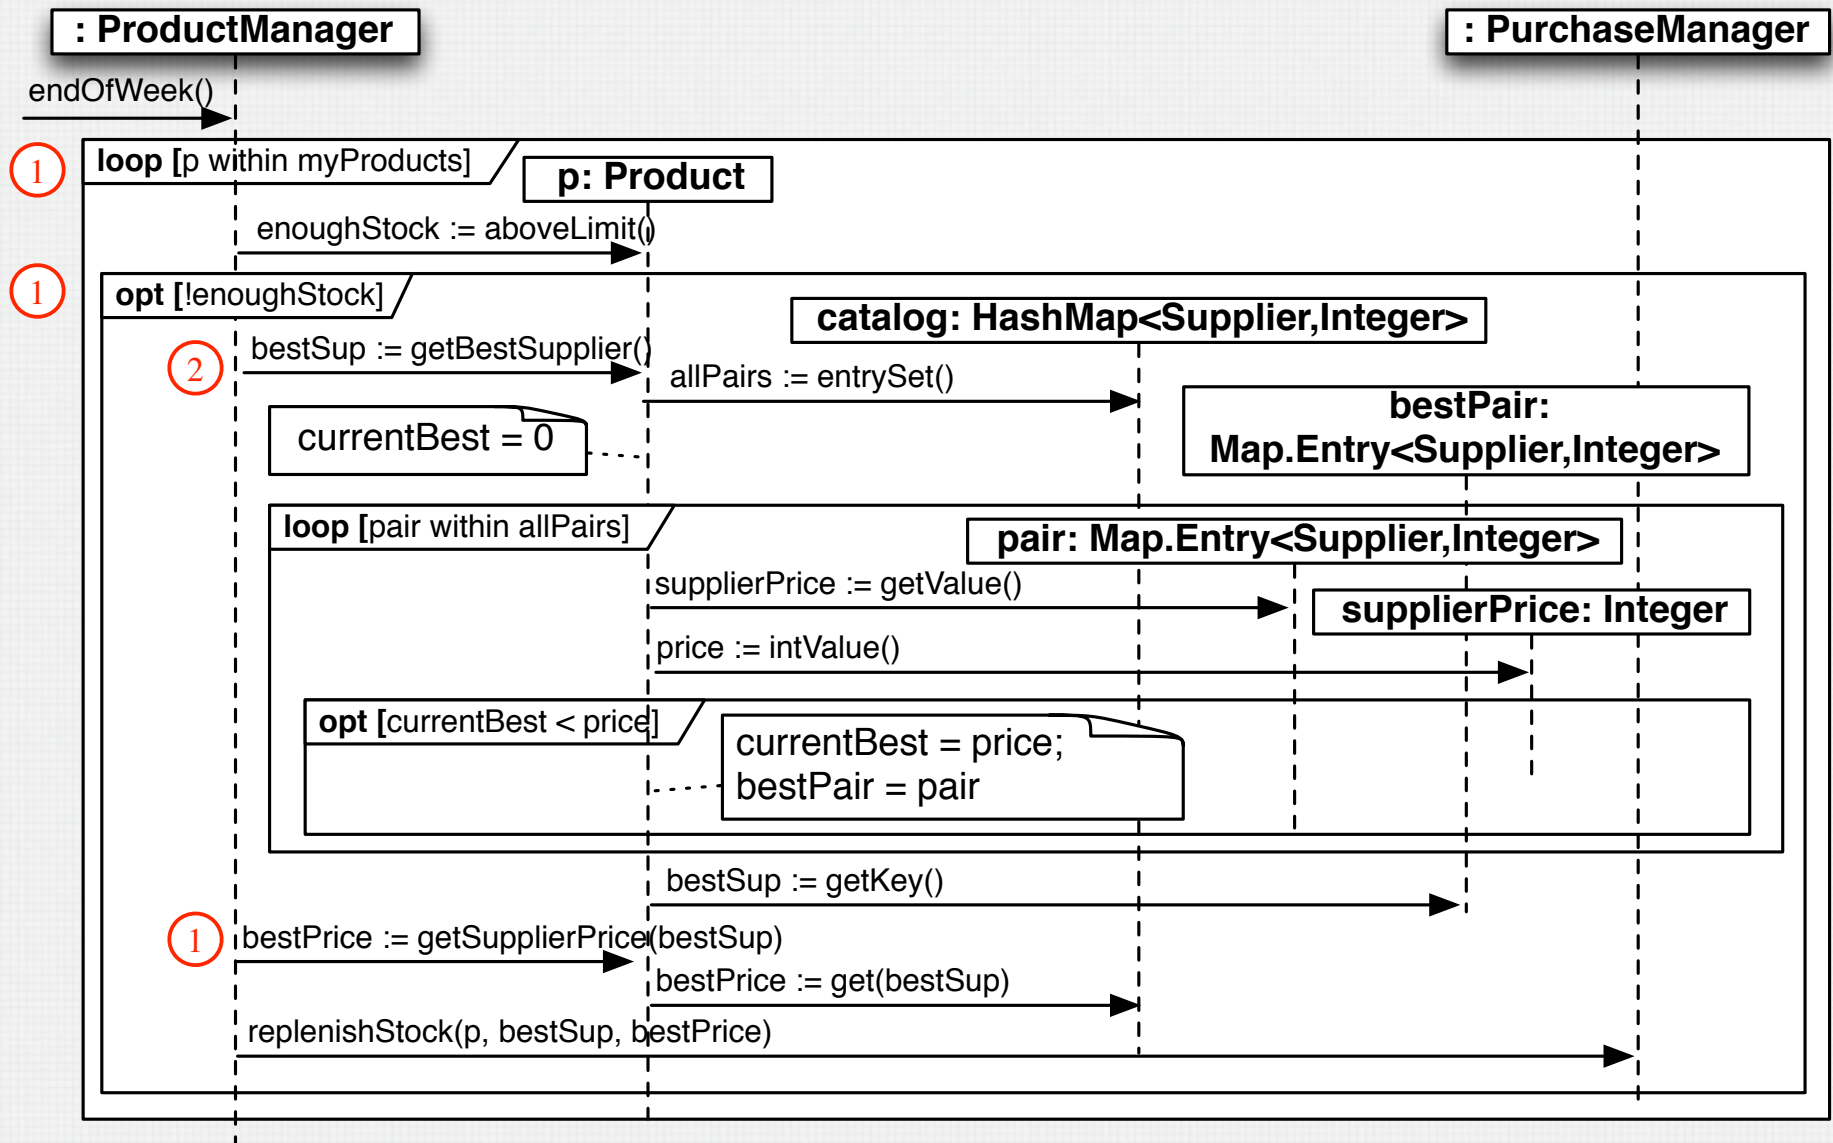 : ProductManager
: PurchaseManager
endOfWeek()
1
loop [p within myProducts]
p: Product
enoughStock := aboveLimit()
1
opt [!enoughStock]
catalog: HashMap<Supplier,Integer>
2
bestSup := getBestSupplier()
allPairs := entrySet()
bestPair:
Map.Entry<Supplier,Integer>
currentBest = 0
loop [pair within allPairs]
pair: Map.Entry<Supplier,Integer>
supplierPrice := getValue()
supplierPrice: Integer
price := intValue()
opt [currentBest < price]
currentBest = price;
bestPair = pair
bestSup := getKey()
1
bestPrice := getSupplierPrice(bestSup)
bestPrice := get(bestSup)
replenishStock(p, bestSup, bestPrice)